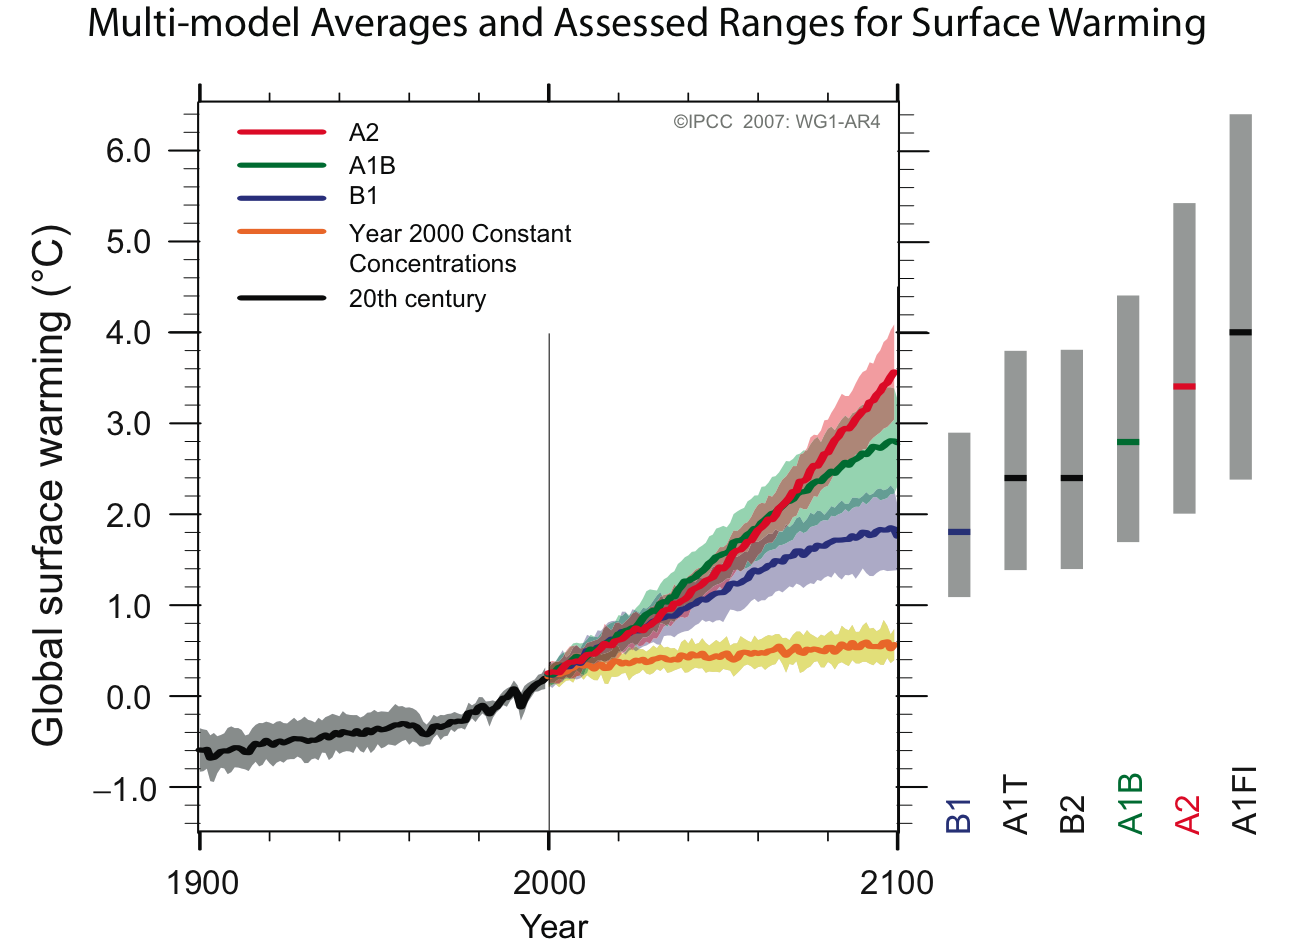 Multi-model Averages and Assessed Ranges for Surface Warming
©IPCC 2007: WG1-AR4
A2
A1B
B1
Year 2000 Constant
Concentrations
20th century
Global surface warming (°C)
6.0
5.0
4.0
3.0
2.0
1.0
0.0
–1.0
1900
2000
2100
Year
B1
A1T
B2
A1B
A2
A1FI